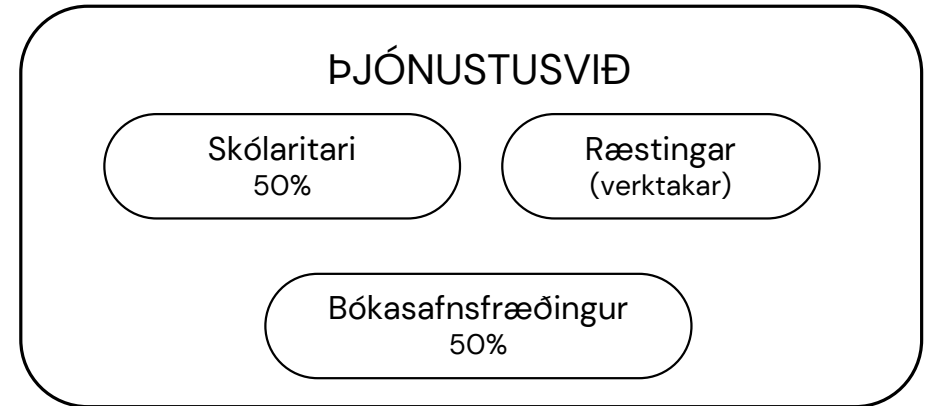 ÞJÓNUSTUSVIÐ
Skólaritari
50%
Ræstingar
(verktakar)
Bókasafnsfræðingur
50%